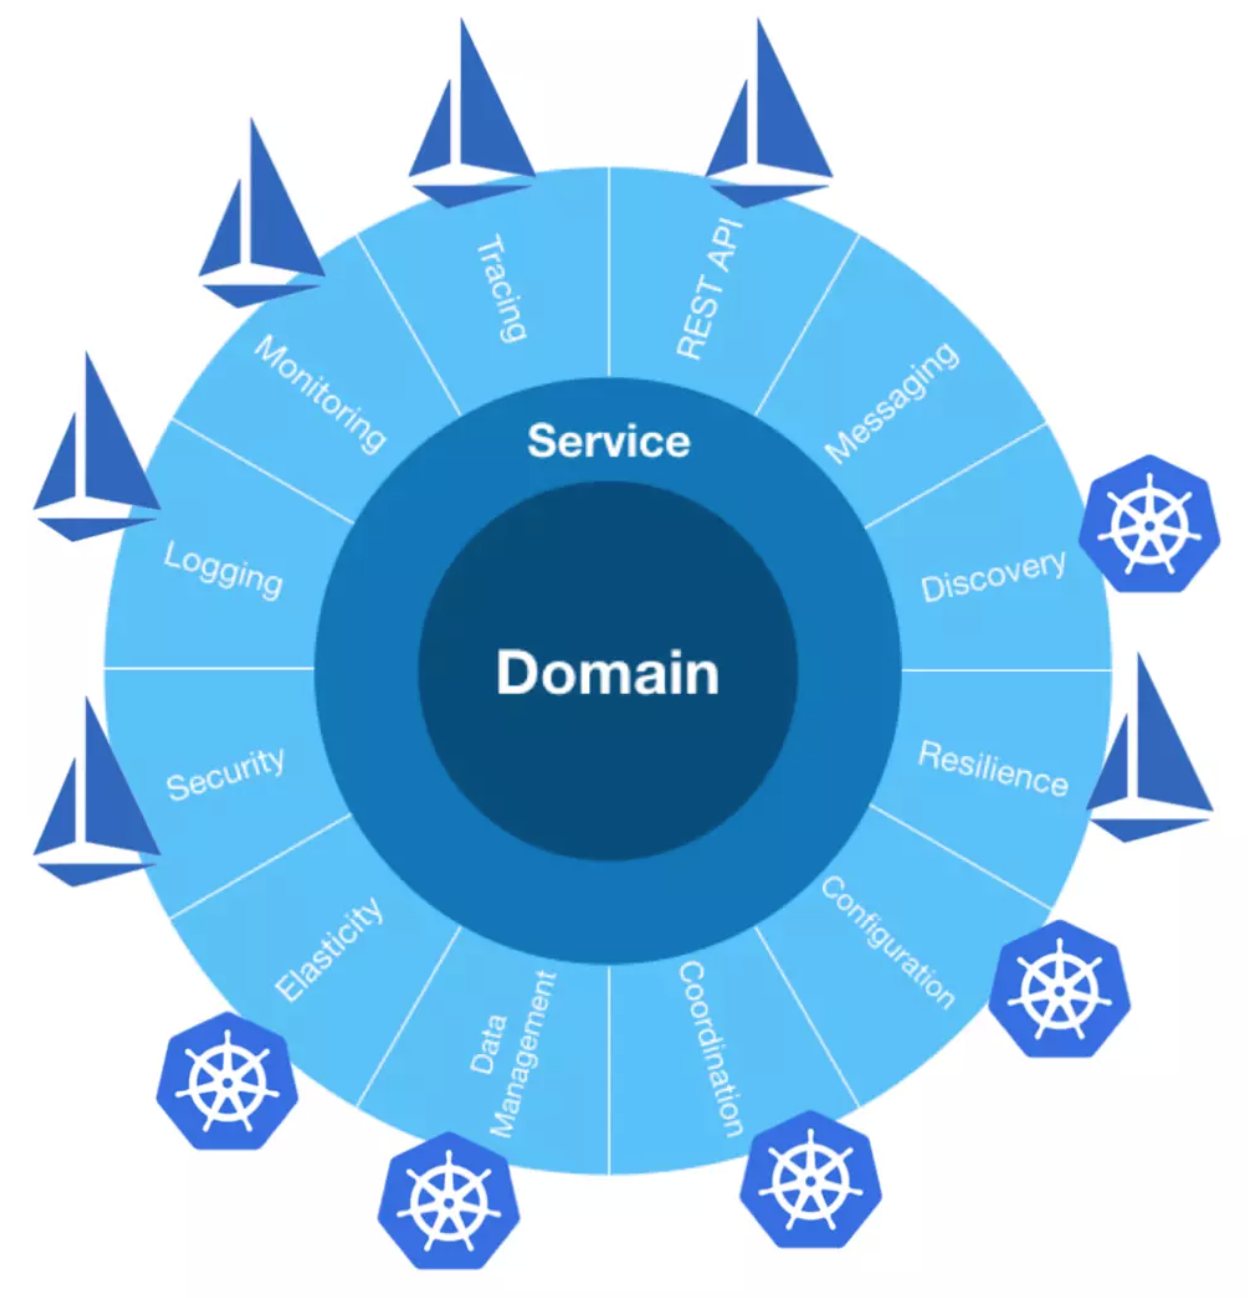 Tracing
REST API
Messaging
Discovery
Resilience
Configuration
Coordination
Data
Management
Elasticity
Security
Logging
Monitoring
Service
Domain